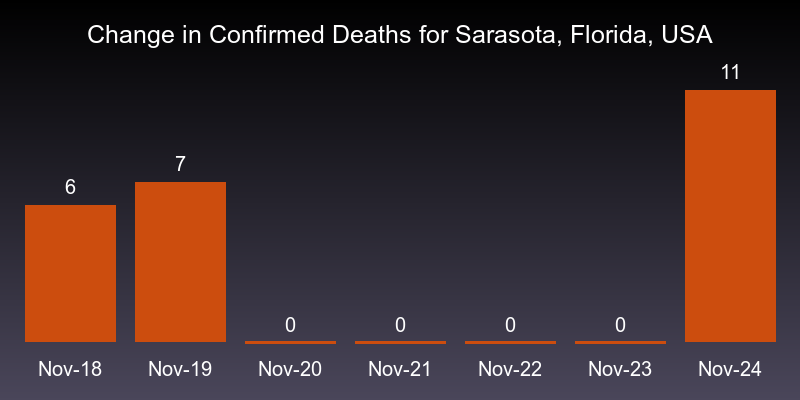 Change in Confirmed Deaths for Sarasota, Florida, USA
11
7
6
0 0 0 0
Nov-18 Nov-19 Nov-20 Nov-21 Nov-22 Nov-23 Nov-24